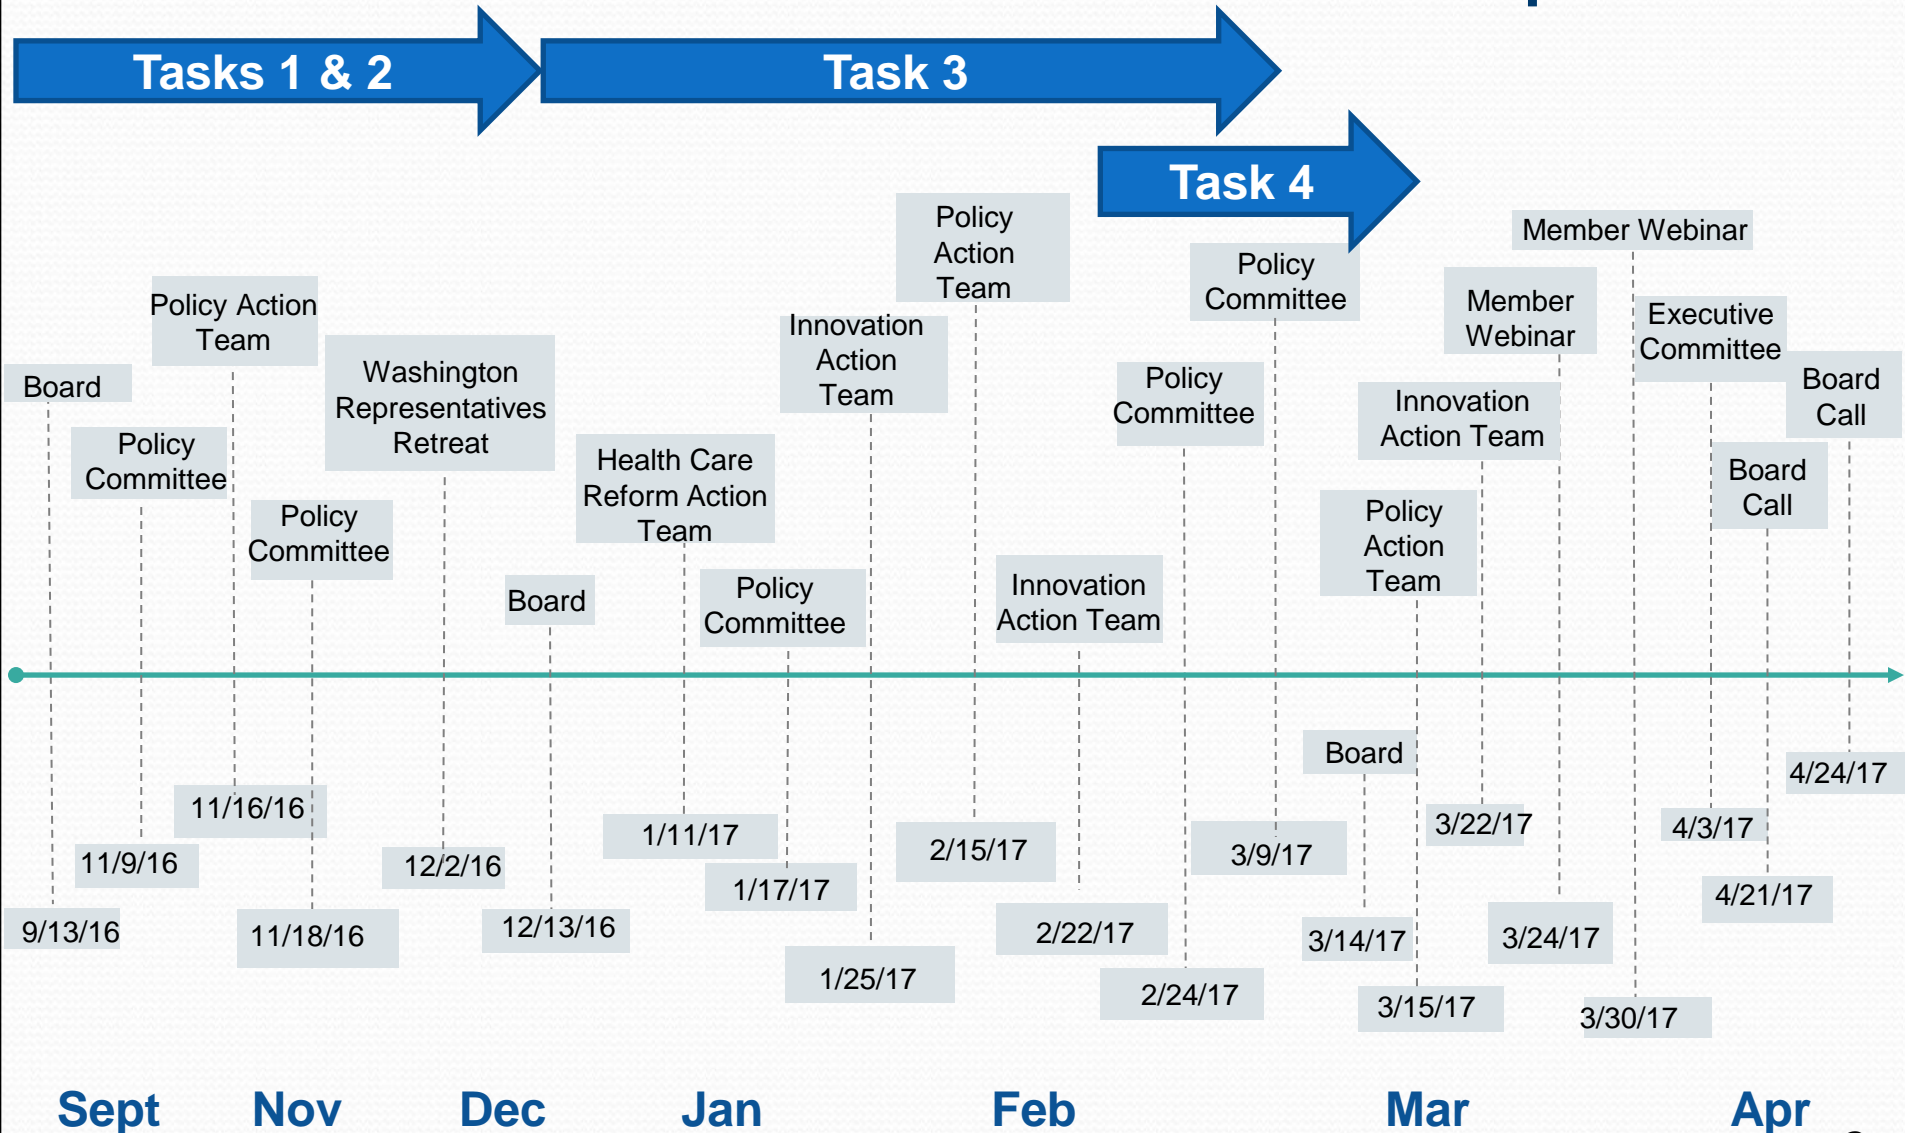 Tasks 1 & 2
Task 3
Task 4
Policy
Action
Team
Member Webinar
Policy
Committee
Policy Action
Team
Member
Webinar
Executive
Committee
Innovation
Action
Team
Washington
Representatives
Retreat
Board
Policy
Committee
Board
Call
Innovation
Action Team
Policy
Committee
Health Care
Reform Action
Team
Board
Call
Policy
Committee
Policy
Action
Team
Board
Policy
Committee
Innovation
Action Team
Board
4/24/17
11/16/16
1/11/17
3/22/17
4/3/17
2/15/17
3/9/17
11/9/16
12/2/16
1/17/17
4/21/17
9/13/16
11/18/16
12/13/16
2/22/17
3/14/17
3/24/17
1/25/17
2/24/17
3/15/17
3/30/17
Sept Nov Dec Jan Feb Mar Apr